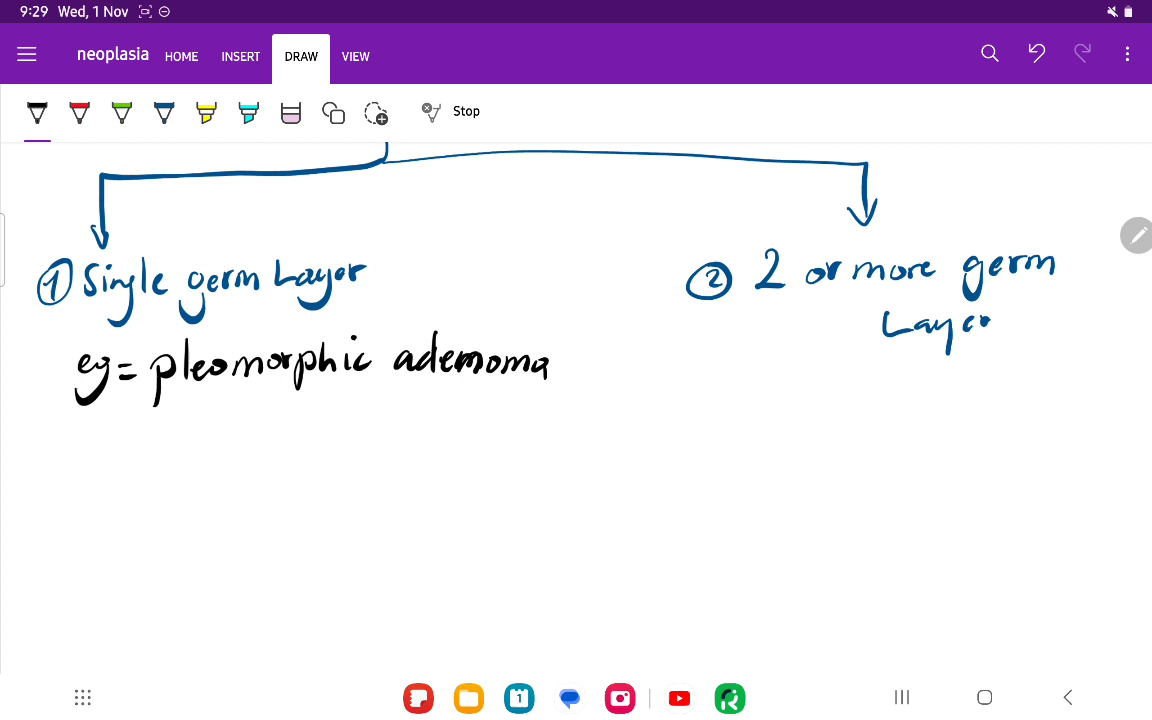 9:29 Wed, 1 Nov
neoplasia HOME INSERT DRAW VIEW
Stop
① Single germ Layer
② 2 or more germ
Layer
eg = pleomorphic ademoma
1